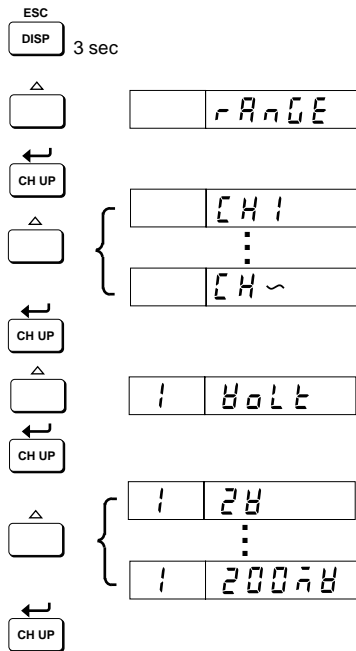 ESC
DISP 3 sec
△
rAnGE
CH UP
△
CH1
CH∽
CH UP
△
1 VoLt
CH UP
△
1 2V
1 200mV
CH UP